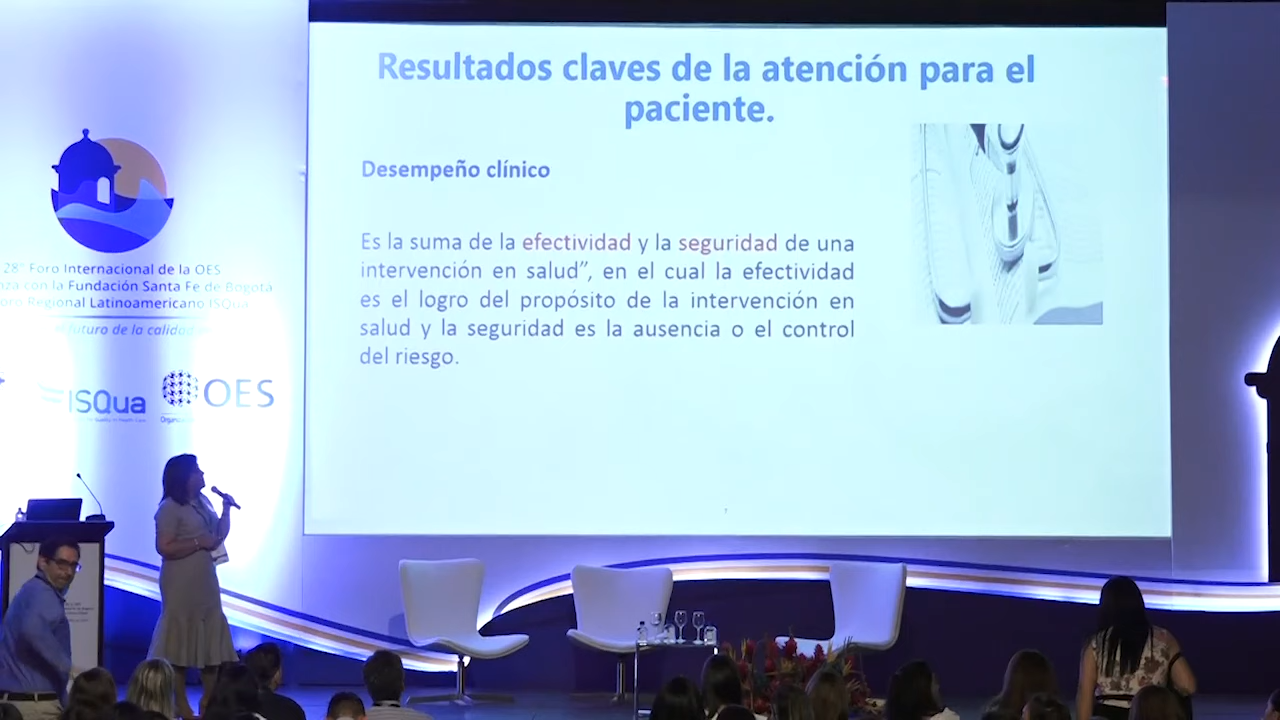 Resultados claves de la atención para el
paciente.
Desempeño clínico
Es la suma de la efectividad y la seguridad de una
intervención en salud”, en el cual la efectividad
es el logro del propósito de la intervención en
salud y la seguridad es la ausencia o el control
del riesgo.
28° Foro Internacional de la OES
con la Fundación Santa Fe de Bogotá
Regional Latinoamericano ISQua
futuro de la calidad
ISQua
OES